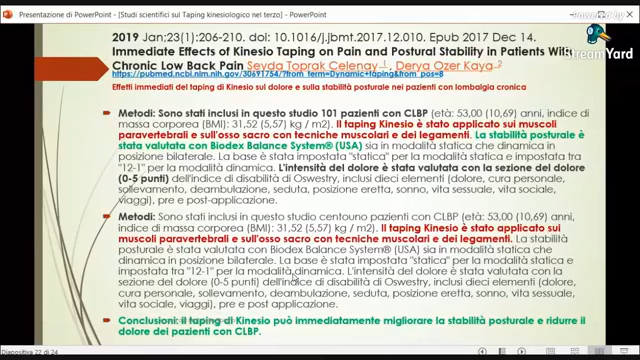 Presentazione di PowerPoint - [Studi scientifici sul Taping kinesiologico nel terzo] - PowerPoint
Powered by
StreamYard
2019 Jan;23(1):206-210. doi: 10.1016/j.jbmt.2017.12.010. Epub 2017 Dec 14.
Immediate Effects of Kinesio Taping on Pain and Postural Stability in Patients With
Chronic Low Back Pain Seyda Toprak Celenay 1, Derya Ozer Kaya 2
https://pubmed.ncbi.nlm.nih.gov/30691754/?from_term=Dynamic+taping&from_pos=8
Effetti immediati del taping di Kinesio sul dolore e sulla stabilità posturale nei pazienti con lombalgia cronica
Metodi: Sono stati inclusi in questo studio 101 pazienti con CLBP (età: 53,00 (10,69) anni, indice di
massa corporea (BMI): 31,52 (5,57) kg / m2). Il taping Kinesio è stato applicato sui muscoli
paravertebrali e sull'osso sacro con tecniche muscolari e dei legamenti. La stabilità posturale è
stata valutata con Biodex Balance System® (USA) sia in modalità statica che dinamica in
posizione bilaterale. La base è stata impostata "statica" per la modalità statica e impostata tra
"12-1" per la modalità dinamica. L'intensità del dolore è stata valutata con la sezione del dolore
(0-5 punti) dell'indice di disabilità di Oswestry, inclusi dieci elementi (dolore, cura personale,
sollevamento, deambulazione, seduta, posizione eretta, sonno, vita sessuale, vita sociale,
viaggi), pre e post-applicazione.
Metodi: Sono stati inclusi in questo studio centouno pazienti con CLBP (età: 53,00 (10,69) anni,
indice di massa corporea (BMI): 31,52 (5,57) kg / m2). Il taping Kinesio è stato applicato sui
muscoli paravertebrali e sull'osso sacro con tecniche muscolari e dei legamenti. La stabilità
posturale è stata valutata con Biodex Balance System® (USA) sia in modalità statica che
dinamica in posizione bilaterale. La base è stata impostata "statica" per la modalità statica e
impostata tra "12-1" per la modalità dinamica. L'intensità del dolore è stata valutata con la
sezione del dolore (0-5 punti) dell'indice di disabilità di Oswestry, inclusi dieci elementi (dolore,
cura personale, sollevamento, deambulazione, seduta, posizione eretta, sonno, vita sessuale,
vita sociale, viaggi), pre e post applicazione.
Conclusioni: il taping di Kinesio può immediatamente migliorare la stabilità posturale e ridurre il
dolore dei pazienti con CLBP.
Diapositiva 22 di 24